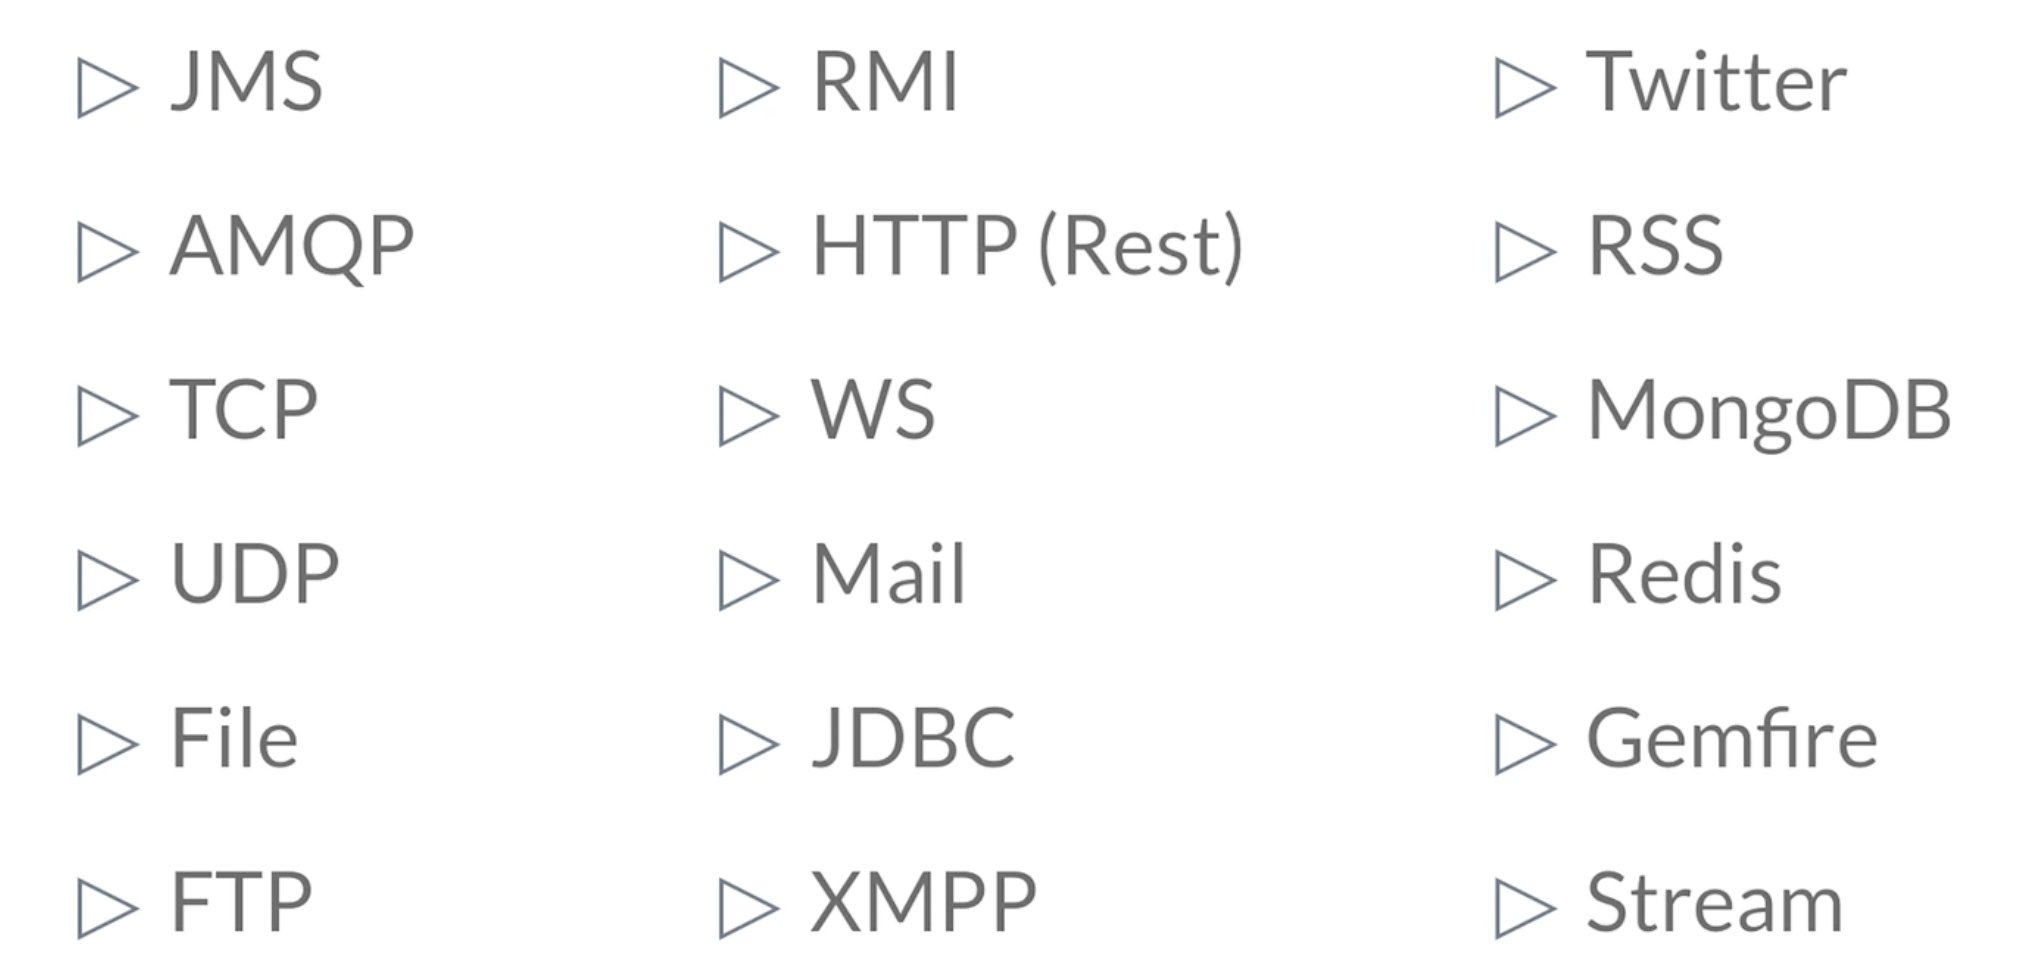 JMS
AMQP
TCP
UDP
File
FTP
RMI
HTTP (Rest)
WS
Mail
JDBC
XMPP
Twitter
RSS
MongoDB
Redis
Gemfire
Stream